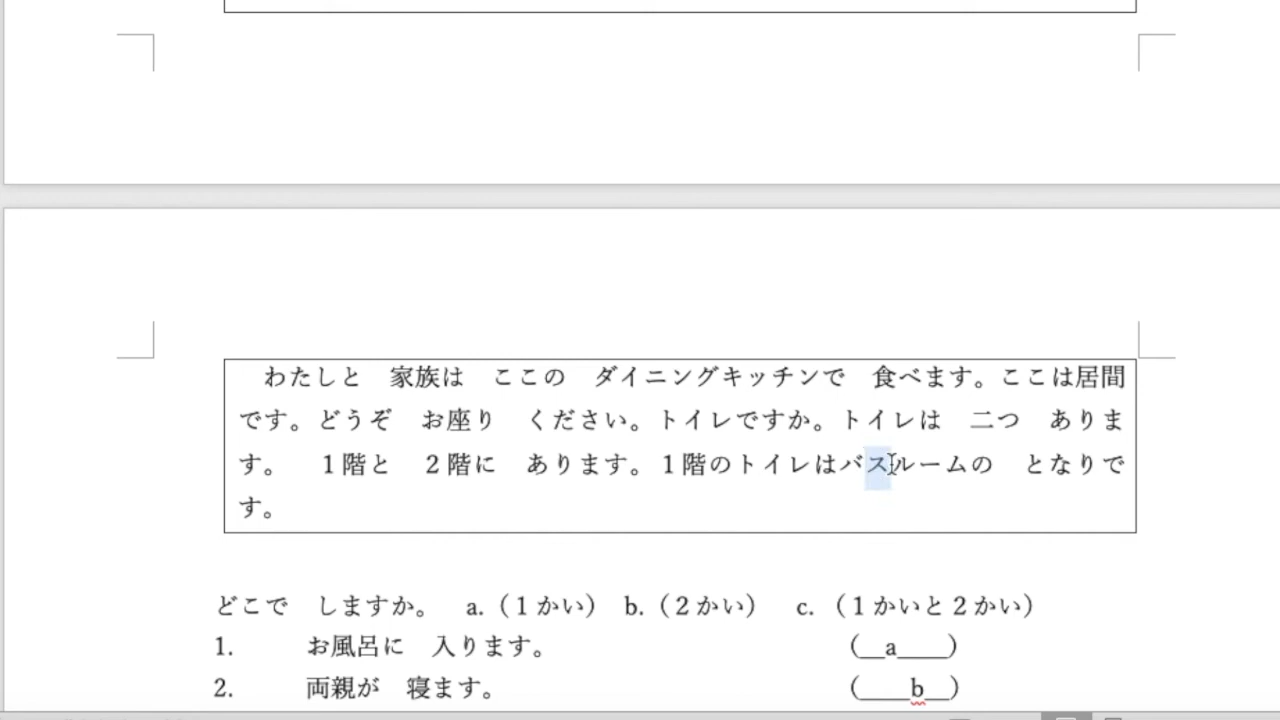 わたしと　家族は　ここの　ダイニングキッチンで　食べます。ここは居間
です。どうぞ　お座り　ください。トイレですか。トイレは　二つ　ありま
す。　１階と　２階に　あります。１階のトイレはバスルームの　となりで
す。
どこで　しますか。　a.（１かい）　b.（２かい）　c. （１かいと２かい）
1.　　お風呂に　入ります。　(__a____)
2.　　両親が　寝ます。　(____b__)